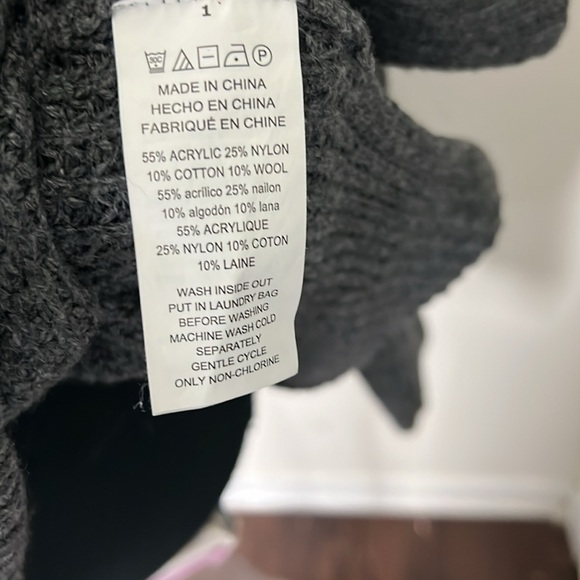 1
30C
P
MADE IN CHINA
HECHO EN CHINA
FABRIQUÉ EN CHINE
55% ACRYLIC 25% NYLON
10% COTTON 10% WOOL
55% acrilico 25% nailon
10% algodón 10% lana
55% ACRYLIQUE
25% NYLON 10% COTON
10% LAINE
WASH INSIDE OUT
PUT IN LAUNDRY BAG
BEFORE WASHING
MACHINE WASH COLD
SEPARATELY
GENTLE CYCLE
ONLY NON-CHLORINE